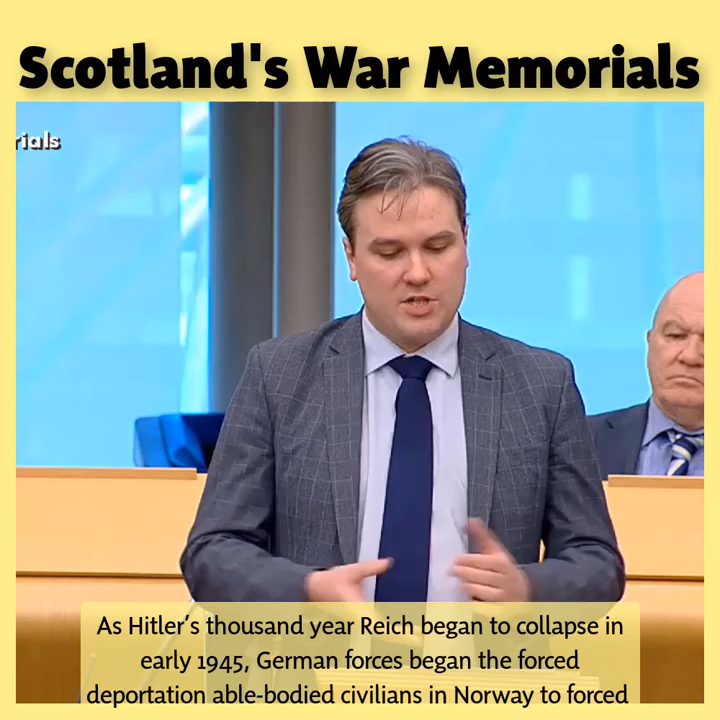 Scotland's War Memorials
rials
As Hitler's thousand year Reich began to collapse in
early 1945, German forces began the forced
deportation able-bodied civilians in Norway to forced